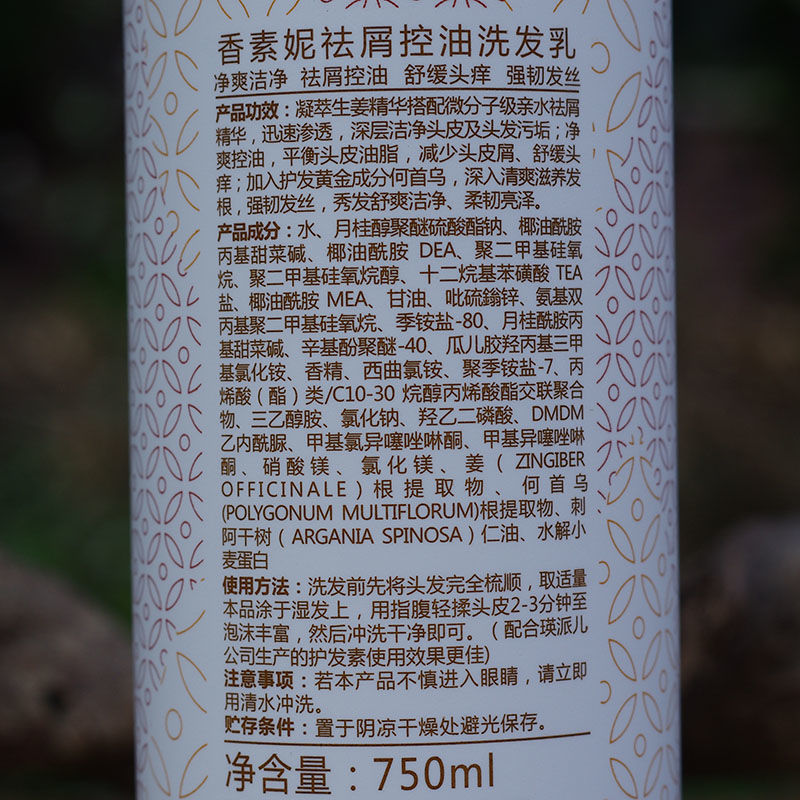 香素妮祛屑控油洗发乳
净爽洁净 祛屑控油 舒缓头痒 强韧发丝
产品功效：凝萃生姜精华搭配微分子级亲水祛屑
精华，迅速渗透，深层洁净头皮及头发污垢；净
爽控油，平衡头皮油脂，减少头皮屑、舒缓头
痒；加入护发黄金成分何首乌，深入清爽滋养发
根，强韧发丝，秀发舒爽洁净、柔韧亮泽。
产品成分：水、月桂醇聚醚硫酸酯钠、椰油酰胺
丙基甜菜碱、椰油酰胺 DEA、聚二甲基硅氧
烷、聚二甲基硅氧烷醇、十二烷基苯磺酸 TEA
盐、椰油酰胺 MEA、甘油、吡硫鎓锌、氨基双
丙基聚二甲基硅氧烷、季铵盐-80、月桂酰胺丙
基甜菜碱、辛基酚聚醚-40、瓜儿胶羟丙基三甲
基氯化铵、香精、西曲氯铵、聚季铵盐-7、丙
烯酸（酯）类/C10-30 烷醇丙烯酸酯交联聚合
物、三乙醇胺、氯化钠、羟乙二磷酸、DMDM
乙内酰脲、甲基氯异噻唑啉酮、甲基异噻唑啉
酮、硝酸镁、氯化镁、姜（ZINGIBER
OFFICINALE）根提取物、何首乌
(POLYGONUM MULTIFLORUM)根提取物、刺
阿干树（ARGANIA SPINOSA）仁油、水解小
麦蛋白
使用方法：洗发前先将头发完全梳顺，取适量
本品涂于湿发上，用指腹轻揉头皮2-3分钟至
泡沫丰富，然后冲洗干净即可。（配合瑛派儿
公司生产的护发素使用效果更佳)
注意事项：若本产品不慎进入眼睛，请立即
用清水冲洗。
贮存条件：置于阴凉干燥处避光保存。
净含量：750ml